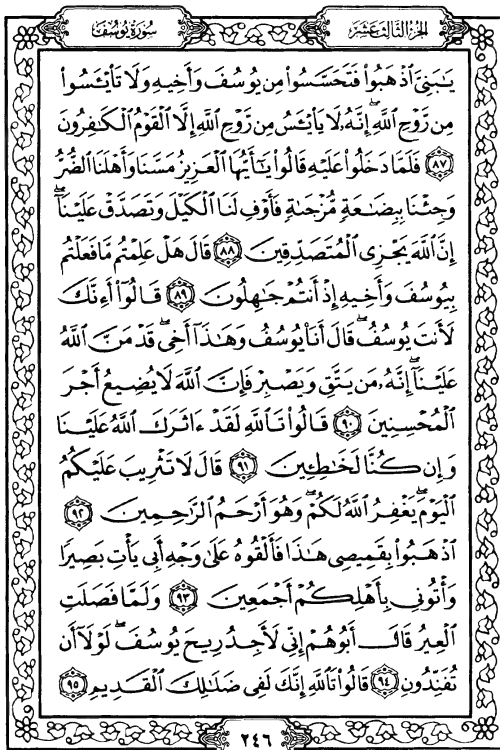 الجزء الثالث عشر
سورة يوسف
يَـٰبَنِىَّ ٱذْهَبُوا۟ فَتَحَسَّسُوا۟ مِن يُوسُفَ وَأَخِيهِ وَلَا تَا۟يْـَٔسُوا۟
مِن رَّوْحِ ٱللَّهِ ۖ إِنَّهُۥ لَا يَا۟يْـَٔسُ مِن رَّوْحِ ٱللَّهِ إِلَّا ٱلْقَوْمُ ٱلْكَـٰفِرُونَ
٨٧ فَلَمَّا دَخَلُوا۟ عَلَيْهِ قَالُوا۟ يَـٰٓأَيُّهَا ٱلْعَزِيزُ مَسَّنَا وَأَهْلَنَا ٱلضُّرُّ
وَجِئْنَا بِبِضَـٰعَةٍ مُّزْجَىٰةٍ فَأَوْفِ لَنَا ٱلْكَيْلَ وَتَصَدَّقْ عَلَيْنَآ ۖ
إِنَّ ٱللَّهَ يَجْزِى ٱلْمُتَصَدِّقِينَ ٨٨ قَالَ هَلْ عَلِمْتُم مَّا فَعَلْتُم
بِيُوسُفَ وَأَخِيهِ إِذْ أَنتُمْ جَـٰهِلُونَ ٨٩ قَالُوٓا۟ أَءِنَّكَ
لَأَنتَ يُوسُفُ ۖ قَالَ أَنَا۠ يُوسُفُ وَهَـٰذَآ أَخِى ۖ قَدْ مَنَّ ٱللَّهُ
عَلَيْنَآ ۖ إِنَّهُۥ مَن يَتَّقِ وَيَصْبِرْ فَإِنَّ ٱللَّهَ لَا يُضِيعُ أَجْرَ
ٱلْمُحْسِنِينَ ٩٠ قَالُوا۟ تَٱللَّهِ لَقَدْ ءَاثَرَكَ ٱللَّهُ عَلَيْنَا
وَإِن كُنَّا لَخَـٰطِـِٔينَ ٩١ قَالَ لَا تَثْرِيبَ عَلَيْكُمُ
ٱلْيَوْمَ ۖ يَغْفِرُ ٱللَّهُ لَكُمْ ۖ وَهُوَ أَرْحَمُ ٱلرَّٰحِمِينَ ٩٢
ٱذْهَبُوا۟ بِقَمِيصِى هَـٰذَا فَأَلْقُوهُ عَلَىٰ وَجْهِ أَبِى يَأْتِ بَصِيرًا
وَأْتُونِى بِأَهْلِكُمْ أَجْمَعِينَ ٩٣ وَلَمَّا فَصَلَتِ
ٱلْعِيرُ قَالَ أَبُوهُمْ إِنِّى لَأَجِدُ رِيحَ يُوسُفَ ۖ لَوْلَآ أَن
تُفَنِّدُونِ ٩٤ قَالُوا۟ تَٱللَّهِ إِنَّكَ لَفِى ضَلَـٰلِكَ ٱلْقَدِيمِ ٩٥
٢٤٦